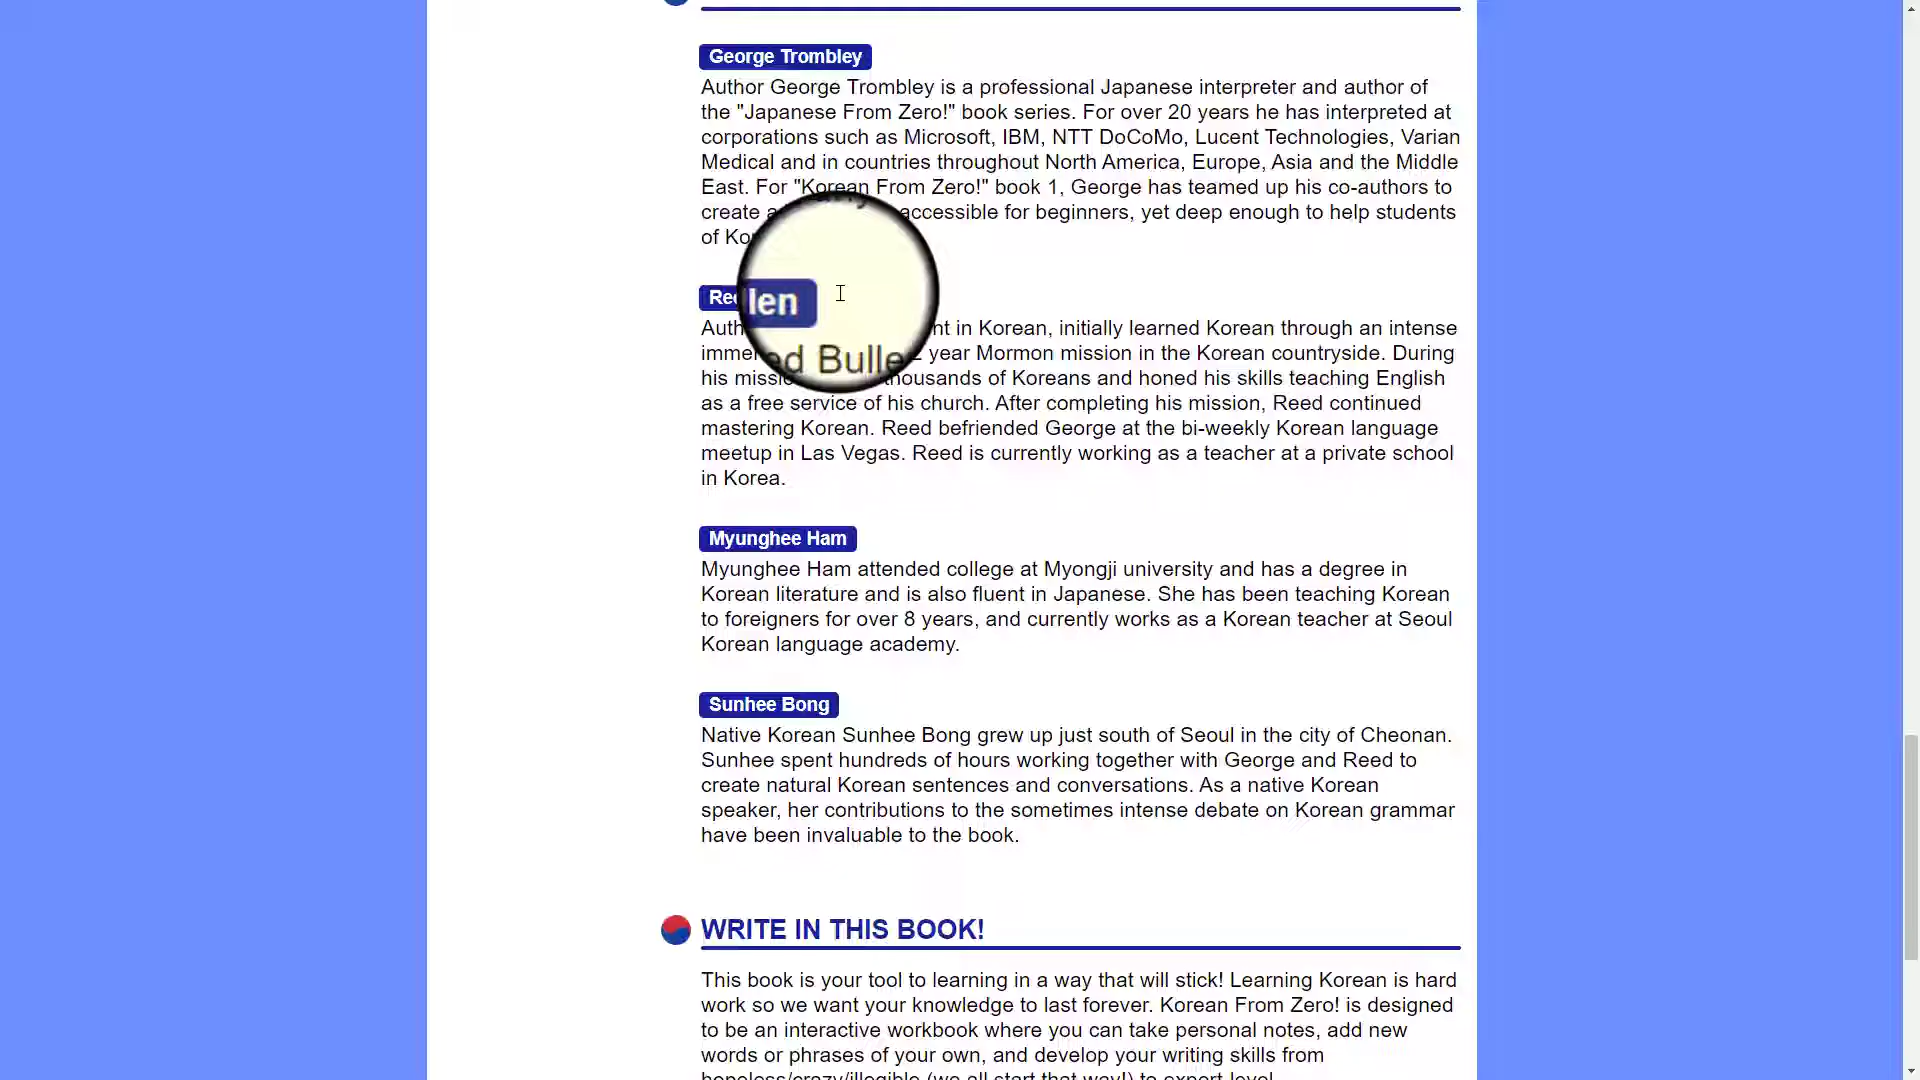 George Trombley
Author George Trombley is a professional Japanese interpreter and author of
the "Japanese From Zero!" book series. For over 20 years he has interpreted at
corporations such as Microsoft, IBM, NTT DoCoMo, Lucent Technologies, Varian
Medical and in countries throughout North America, Europe, Asia and the Middle
East. For "Korean From Zero!" book 1, George has teamed up his co-authors to
create accessible for beginners, yet deep enough to help students
of
llen
nt in Korean, initially learned Korean through an intense
ed Bulle year Mormon mission in the Korean countryside. During
his thousands of Koreans and honed his skills teaching English
as a free service of his church. After completing his mission, Reed continued
mastering Korean. Reed befriended George at the bi-weekly Korean language
meetup in Las Vegas. Reed is currently working as a teacher at a private school
in Korea.
Myunghee Ham
Myunghee Ham attended college at Myongji university and has a degree in
Korean literature and is also fluent in Japanese. She has been teaching Korean
to foreigners for over 8 years, and currently works as a Korean teacher at Seoul
Korean language academy.
Sunhee Bong
Native Korean Sunhee Bong grew up just south of Seoul in the city of Cheonan.
Sunhee spent hundreds of hours working together with George and Reed to
create natural Korean sentences and conversations. As a native Korean
speaker, her contributions to the sometimes intense debate on Korean grammar
have been invaluable to the book.
WRITE IN THIS BOOK!
This book is your tool to learning in a way that will stick! Learning Korean is hard
work so we want your knowledge to last forever. Korean From Zero! is designed
to be an interactive workbook where you can take personal notes, add new
words or phrases of your own, and develop your writing skills from
hopeless/crazy/illegible (we all start that way!) to expert level.